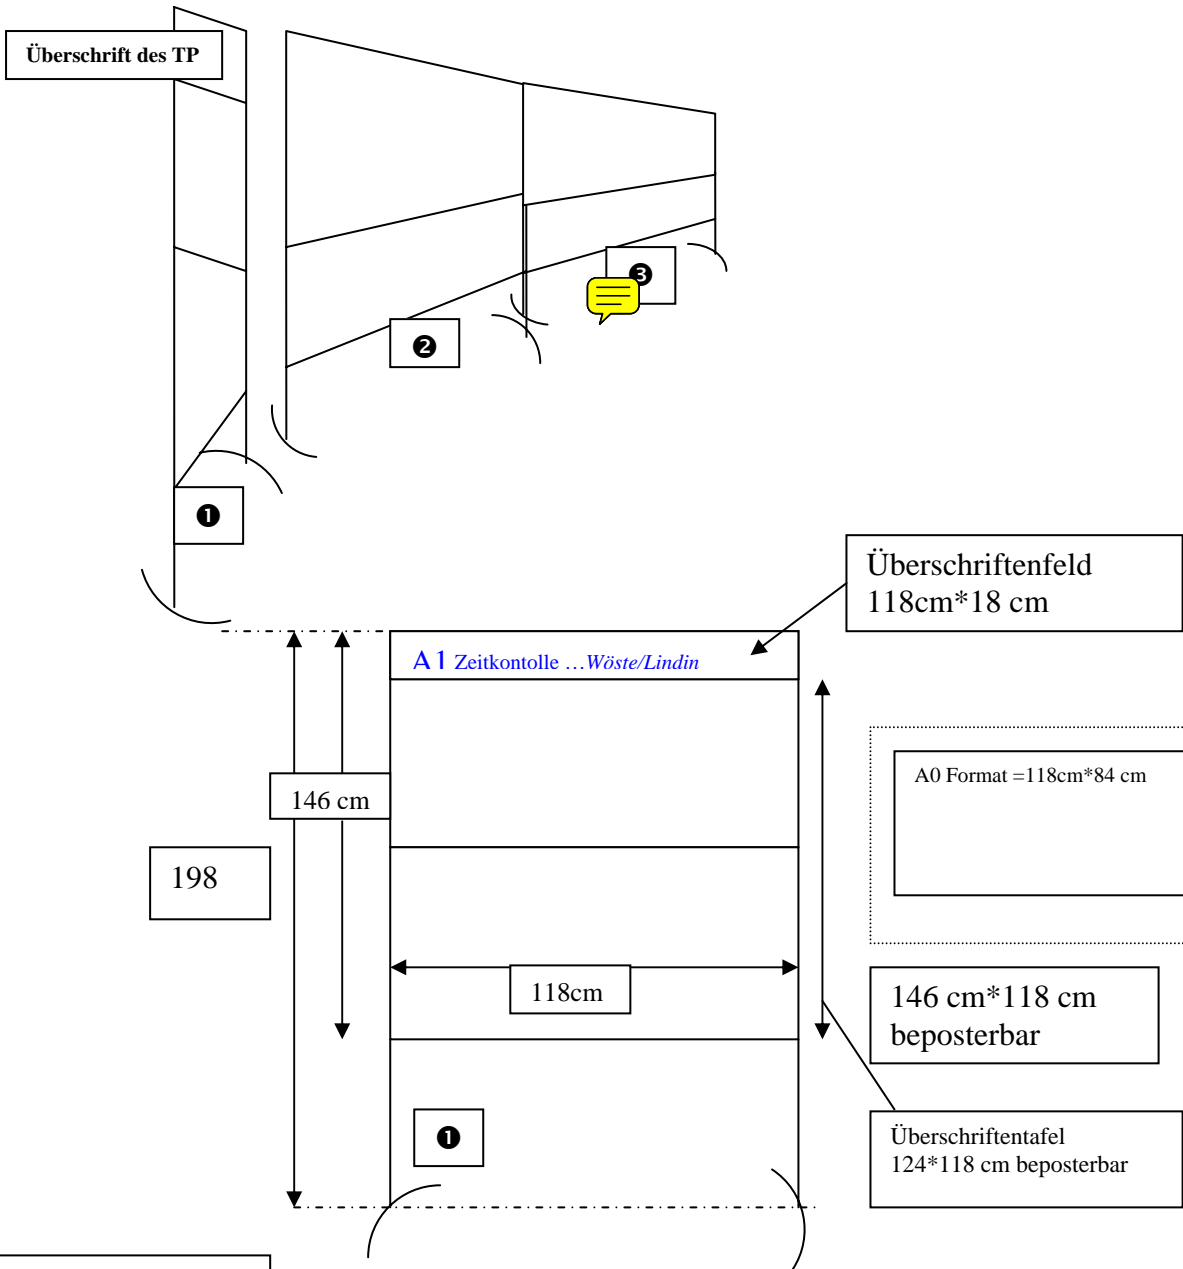 Überschrift des TP
❸
❷
❶
Überschriftenfeld
118cm*18 cm
A1 Zeitkontolle …Wöste/Lindin
A0 Format =118cm*84 cm
146 cm
198
118cm
146 cm*118 cm
beposterbar
❶
Überschriftentafel
124*118 cm beposterbar